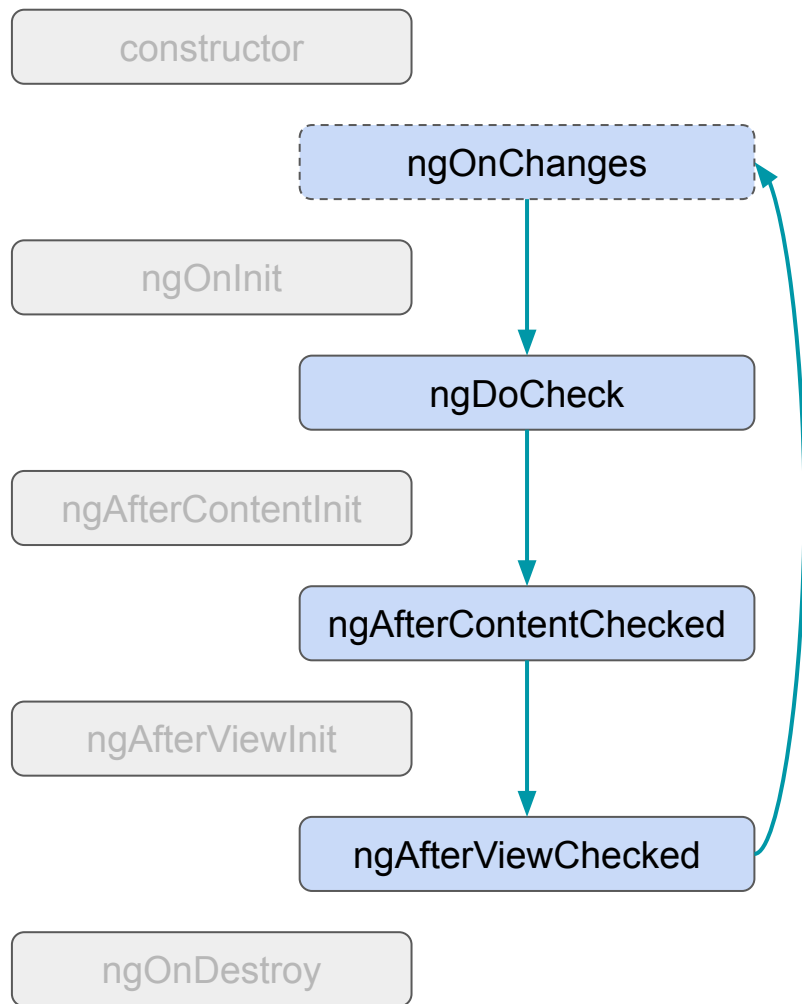 constructor
ngOnChanges
ngOnInit
ngDoCheck
ngAfterContentInit
ngAfterContentChecked
ngAfterViewInit
ngAfterViewChecked
ngOnDestroy